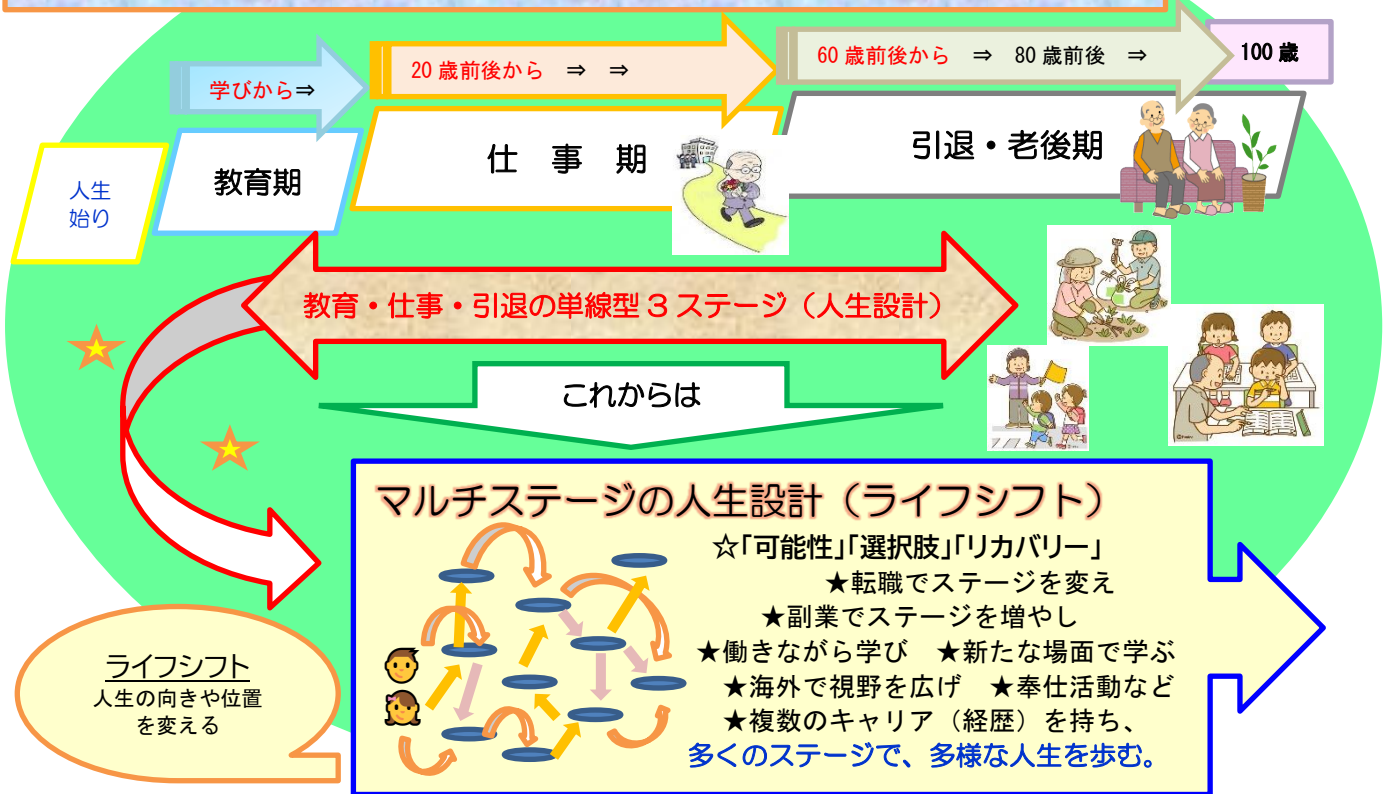 学びから⇒
20 歳前後から ⇒ ⇒
60 歳前後から ⇒ 80 歳前後 ⇒
100 歳
人生
始り
教育期
仕 事 期
引退・老後期
教育・仕事・引退の単線型 3 ステージ(人生設計)
これからは
マルチステージの人生設計(ライフシフト)
☆「可能性」「選択肢」「リカバリー」
★転職でステージを変え
★副業でステージを増やし
★働きながら学び ★新たな場面で学ぶ
★海外で視野を広げ ★奉仕活動など
★複数のキャリア(経歴)を持ち、
多くのステージで、多様な人生を歩む。
ライフシフト
人生の向きや位置
を変える